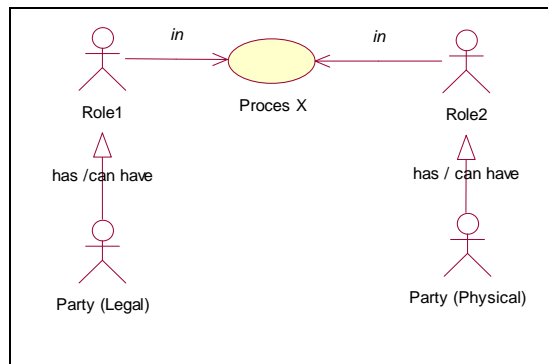 in
in
Role1
Proces X
Role2
has /can have
has / can have
Party (Legal)
Party (Physical)